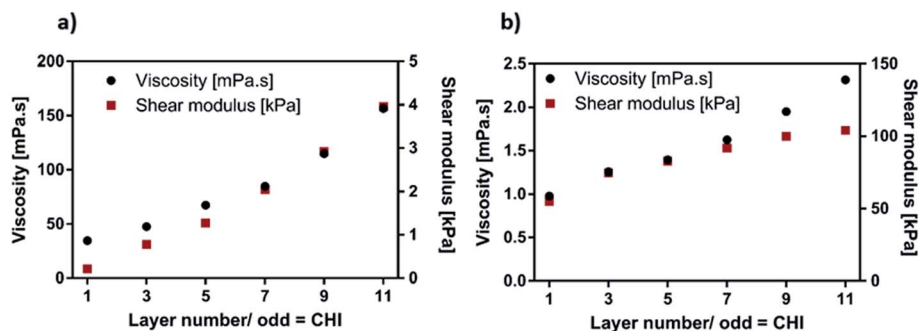 a)
Viscosity [mPa.s]
200
150
100
50
0
Viscosity [mPa.s]
Shear modulus [kPa]
5
4
3
2
1
0
Shear modulus [kPa]
1 3 5 7 9 11
Layer number/ odd = CHI
b)
Viscosity [mPa.s]
2.5
2.0
1.5
1.0
0.5
0.0
Viscosity [mPa.s]
Shear modulus [kPa]
150
100
50
0
Shear modulus [kPa]
1 3 5 7 9 11
Layer number/ odd = CHI